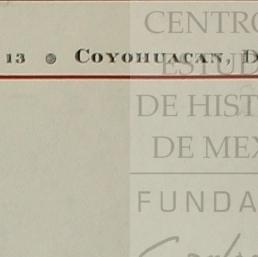 CENTRO
13 ● COYOHUACAN, D
ESTUD
DE HIST
DE MEX
FUNDA